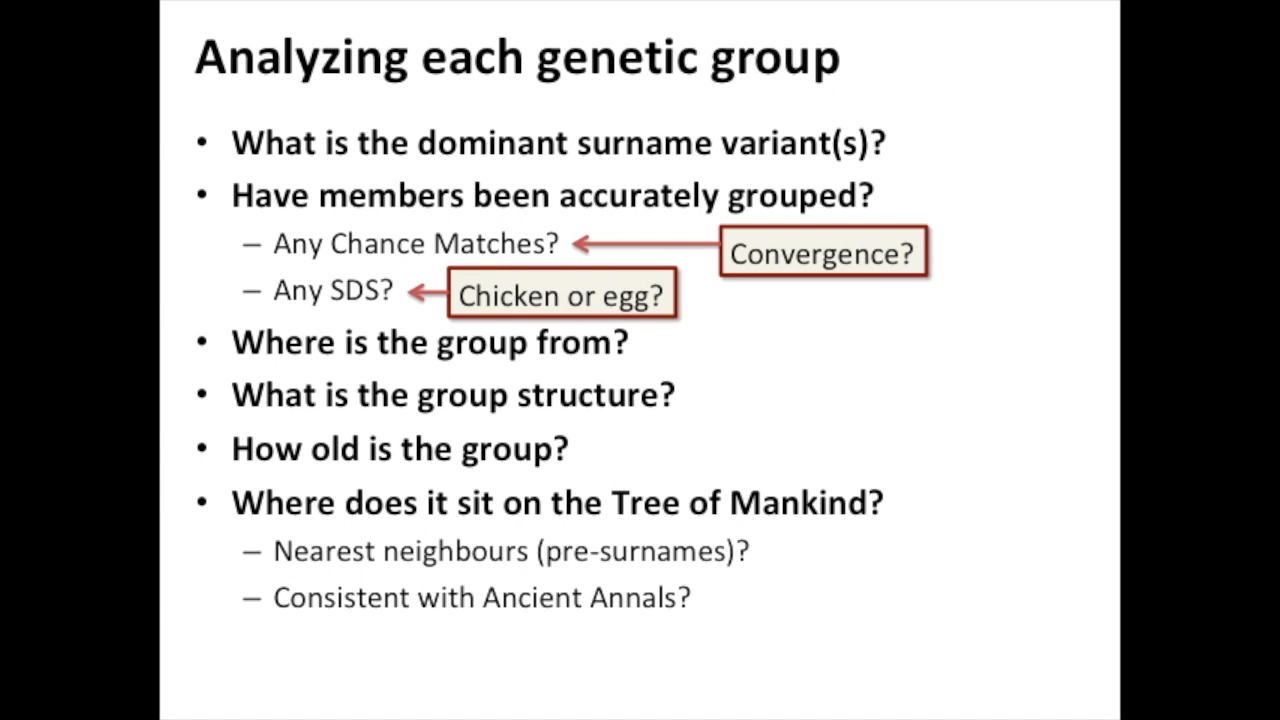 Analyzing each genetic group
• What is the dominant surname variant(s)?
• Have members been accurately grouped?
– Any Chance Matches?
Convergence?
– Any SDS?
Chicken or egg?
• Where is the group from?
• What is the group structure?
• How old is the group?
• Where does it sit on the Tree of Mankind?
– Nearest neighbours (pre-surnames)?
– Consistent with Ancient Annals?